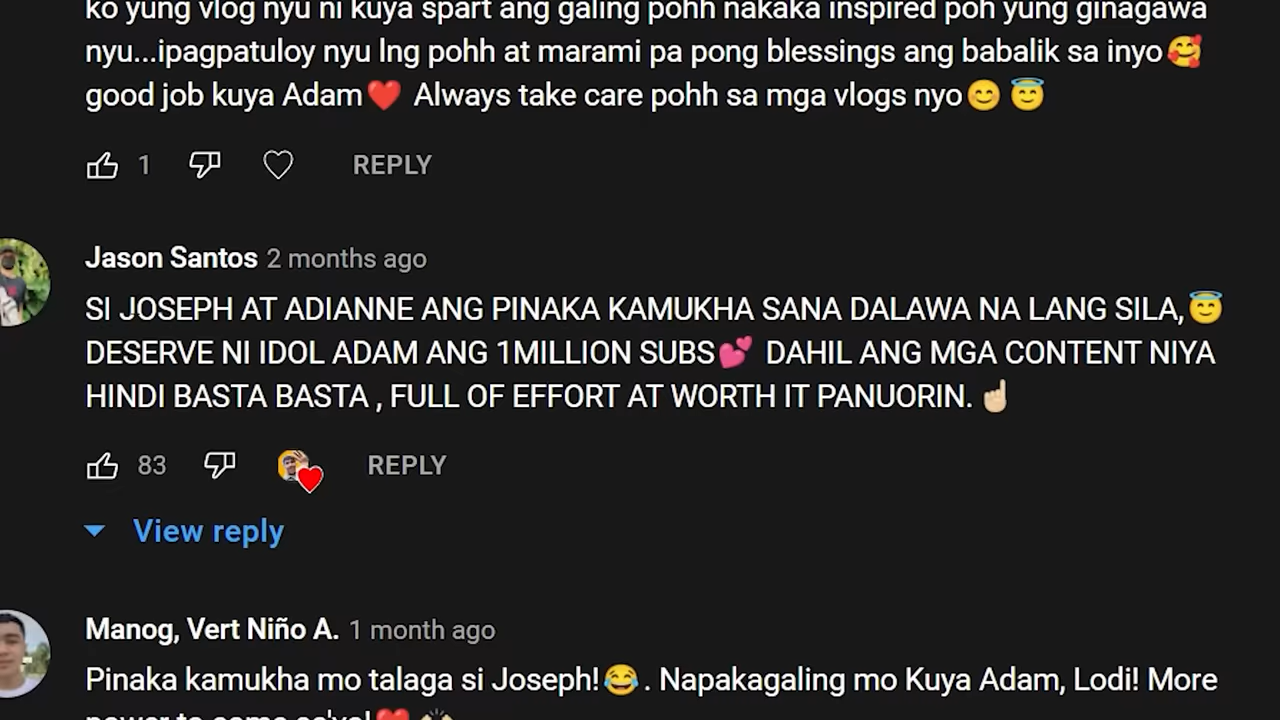 ko yung vlog nyu ni kuya spart ang galing pohh nakaka inspired poh yung ginagawa
nyu...ipagpatuloy nyu lng pohh at marami pa pong blessings ang babalik sa inyo🥰
good job kuya Adam❤️ Always take care pohh sa mga vlogs nyo😊 😇
1 REPLY
Jason Santos 2 months ago
SI JOSEPH AT ADIANNE ANG PINAKA KAMUKHA SANA DALAWA NA LANG SILA,😇
DESERVE NI IDOL ADAM ANG 1MILLION SUBS💕 DAHIL ANG MGA CONTENT NIYA
HINDI BASTA BASTA , FULL OF EFFORT AT WORTH IT PANUORIN. ☝🏼
83 REPLY
View reply
Manog, Vert Niño A. 1 month ago
Pinaka kamukha mo talaga si Joseph!😂. Napakagaling mo Kuya Adam, Lodi! More
power to come sa'yo!❤️ 🙌🏻